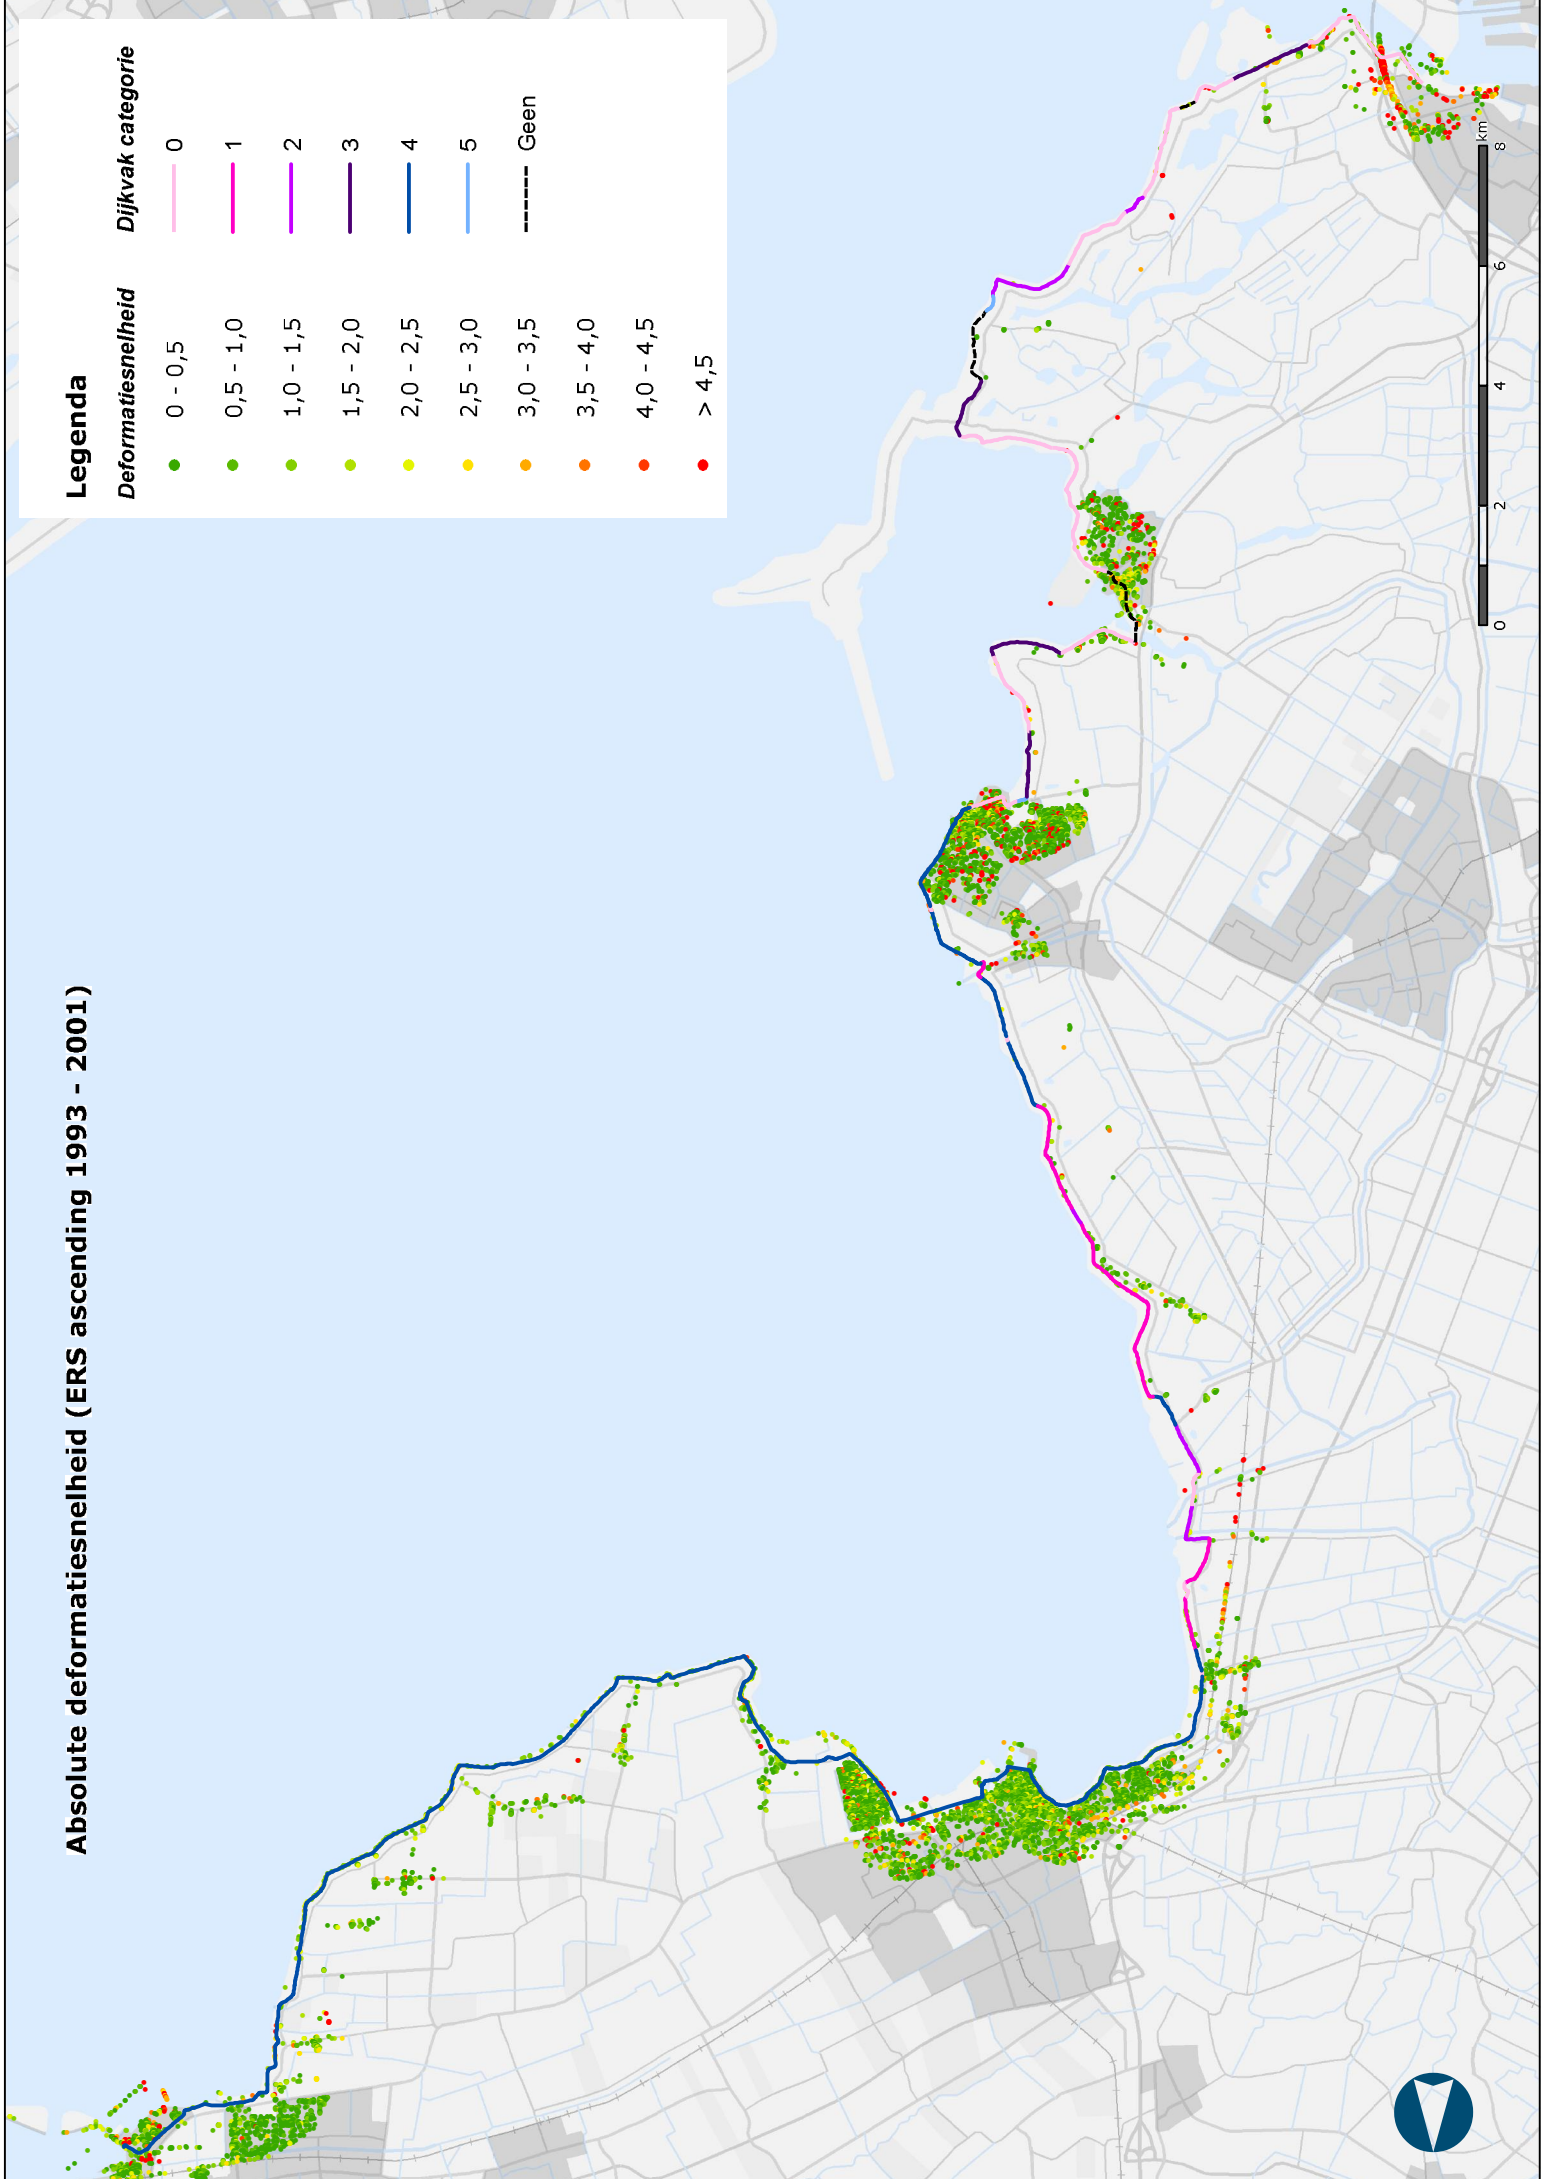 Absolute deformatiesnelheid (ERS ascending 1993 - 2001)
Legenda
Deformatiesnelheid
0 - 0,5
0,5 - 1,0
1,0 - 1,5
1,5 - 2,0
2,0 - 2,5
2,5 - 3,0
3,0 - 3,5
3,5 - 4,0
4,0 - 4,5
> 4,5
Dijkvak categorie
0
1
2
3
4
5
Geen
0 2 4 6 8
km